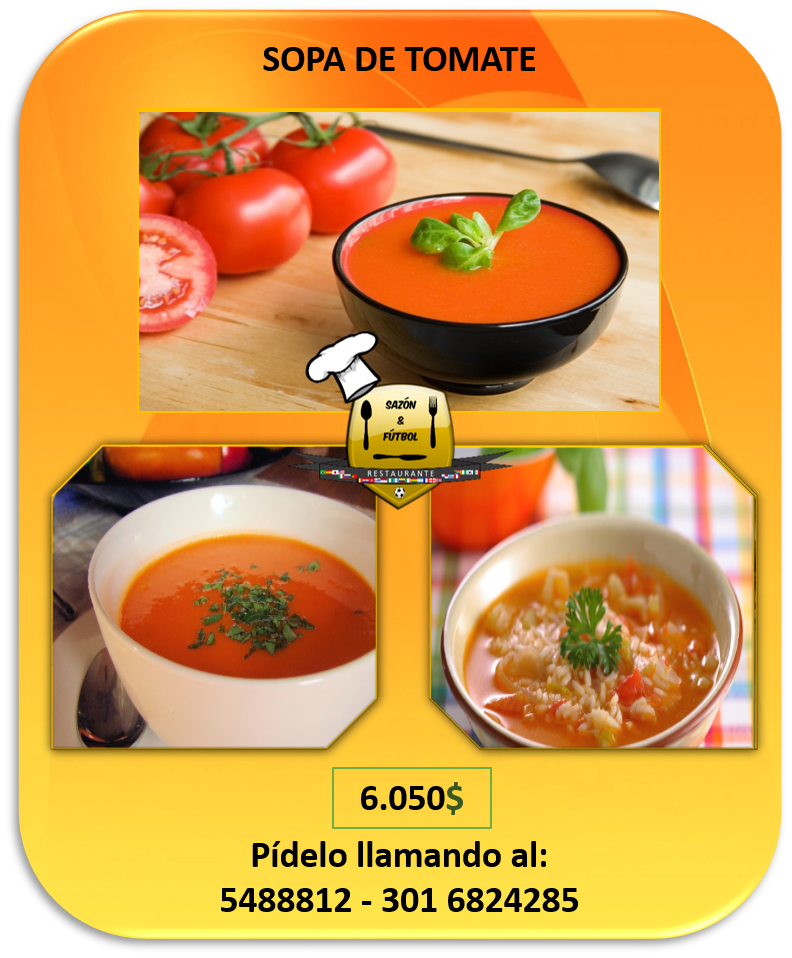 SOPA DE TOMATE
SAZÓN
&
FÚTBOL
RESTAURANTE
6.050$
Pídelo llamando al:
5488812 - 301 6824285